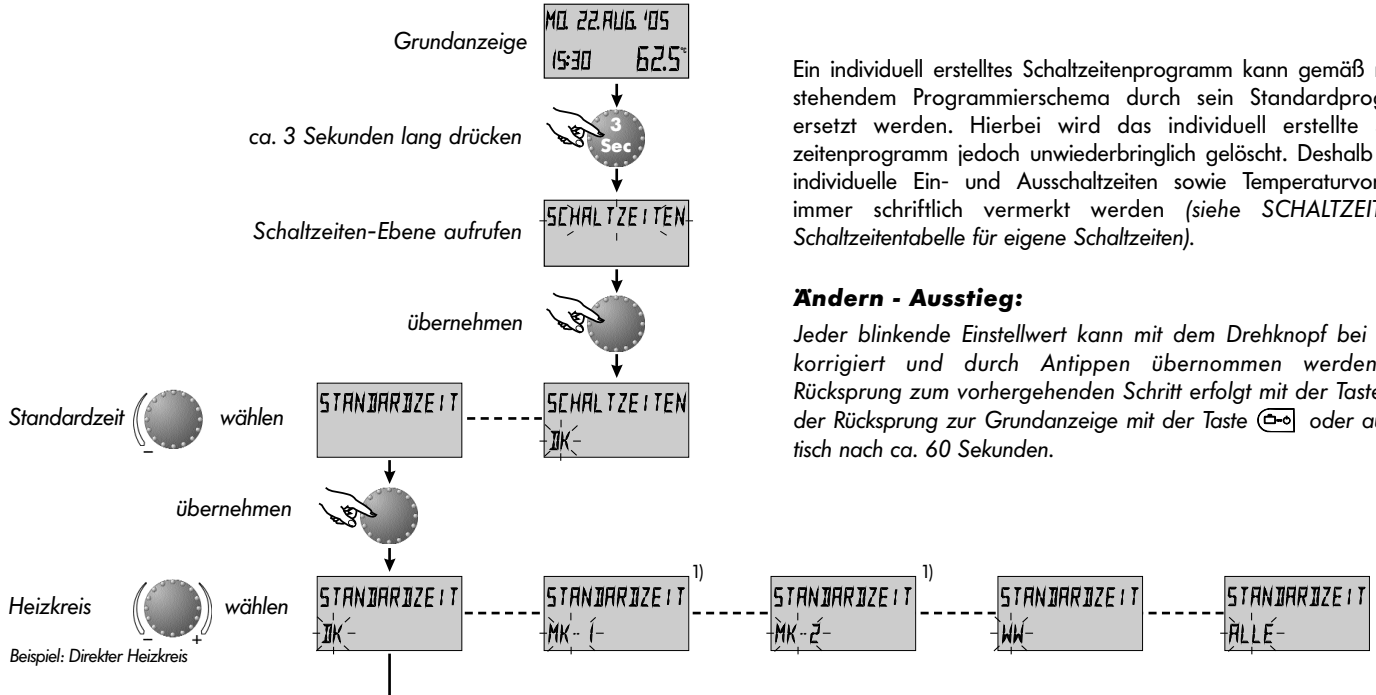 Grundanzeige
MO. 22.AUG. '05
15:30 62.5°C
ca. 3 Sekunden lang drücken
3
Sec
Schaltzeiten-Ebene aufrufen
SCHALTZEITEN
übernehmen
Standardzeit
–
wählen
STANDARDZEIT
SCHALTZEITEN
DK
übernehmen
Heizkreis
– +
wählen
Beispiel: Direkter Heizkreis
STANDARDZEIT
DK
STANDARDZEIT
MK-1
1)
STANDARDZEIT
MK-2
1)
STANDARDZEIT
WW
STANDARDZEIT
ALLE
Ein individuell erstelltes Schaltzeitenprogramm kann gemäß
stehendem Programmierschema durch sein
ersetzt werden. Hierbei wird das individuell erstellte
zeitenprogramm jedoch unwiederbringlich gelöscht. Deshalb
individuelle Ein- und Ausschaltzeiten sowie
immer schriftlich vermerkt werden (siehe
Schaltzeitentabelle für eigene Schaltzeiten).
Ändern - Ausstieg:
Jeder blinkende Einstellwert kann mit dem Drehknopf bei
korrigiert und durch Antippen übernommen werden
Rücksprung zum vorhergehenden Schritt erfolgt mit der Taste
der Rücksprung zur Grundanzeige mit der Taste oder
tisch nach ca. 60 Sekunden.